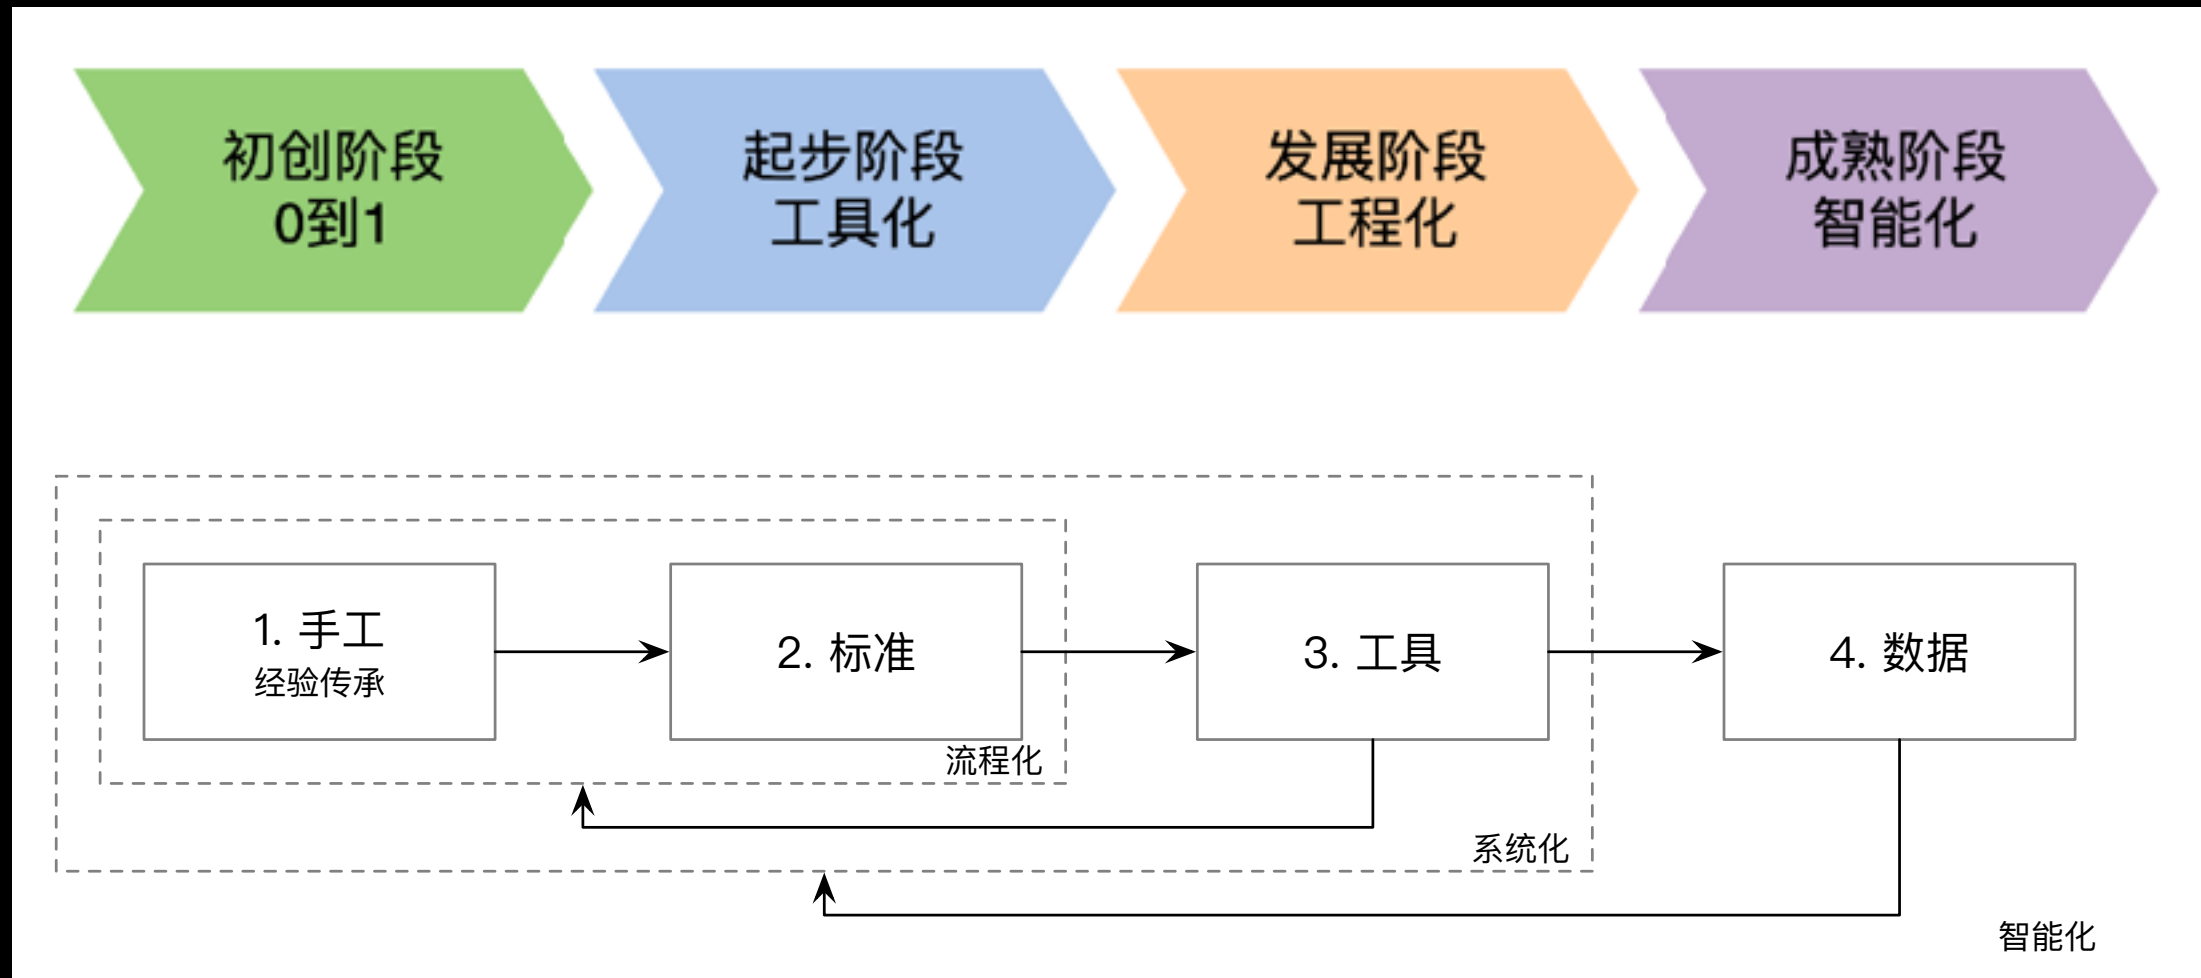 初创阶段
0到1
起步阶段
工具化
发展阶段
工程化
成熟阶段
智能化
1. 手工
经验传承
2. 标准
3. 工具
4. 数据
流程化
系统化
智能化